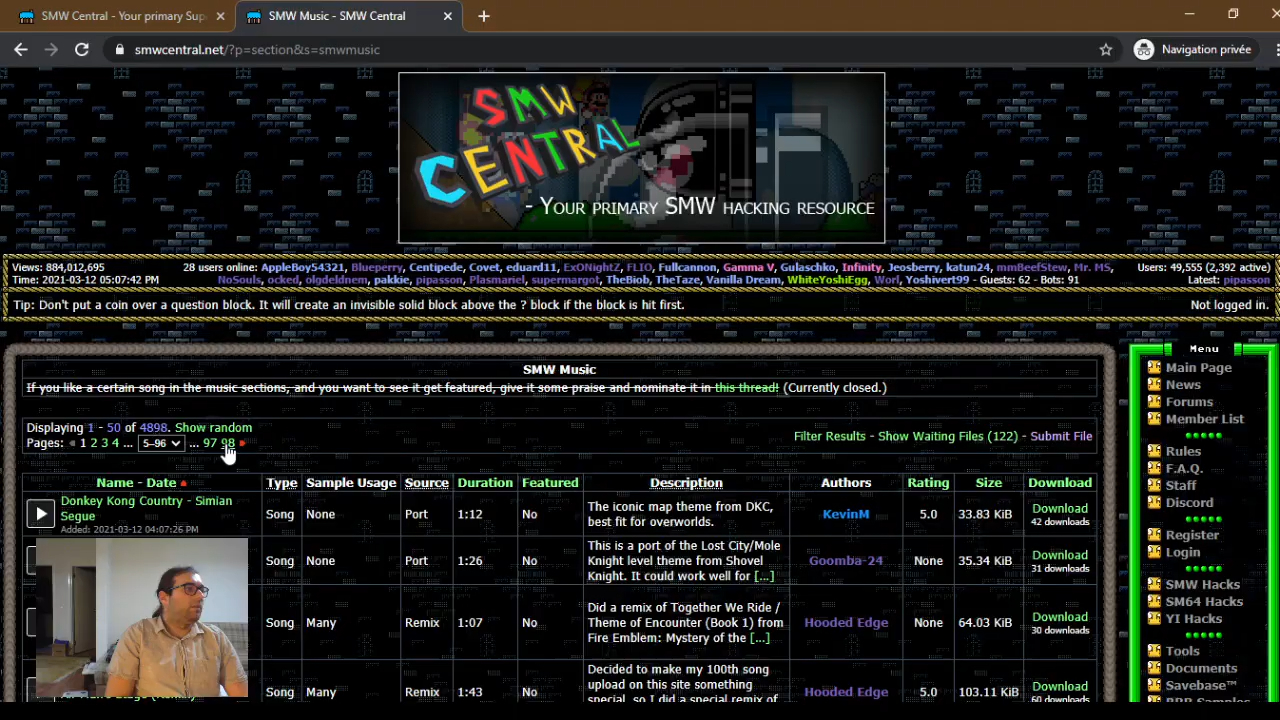 SMW Central - Your primary Sup
SMW Music - SMW Central
smwcentral.net/?p=section&s=smwmusic
Navigation privée
SMW
CENTRAL
- YOUR PRIMARY SMW HACKING RESOURCE
Views: 884,012,695
Time: 2021-03-12 05:07:42 PM
28 users online: AppleBoy54321, Blueperry, Centipede, Covet, eduard11, ExONightZ, FLIO, Fullcannon, Gamma V, Gulaschko, Infinity, Jeosberry, katun24, mmBeefStew, Mr. MS,
NoSouls, ocked, olgdeldnem, pakkie, pipasson, Plasmariel, supermargot, TheBiob, TheTaze, Vanilla Dream, WhiteYoshiEgg, Worl, Yoshivert99 - Guests: 62 - Bots: 91
Users: 49,555 (2,392 active)
Latest: pipasson
Tip: Don't put a coin over a question block. It will create an invisible solid block above the ? block if the block is hit first.
Not logged in.
SMW Music
If you like a certain song in the music sections, and you want to see it get featured, give it some praise and nominate it in this thread! (Currently closed.)
Displaying 1 - 50 of 4898. Show random
Pages: 1 2 3 4 ... 5-96 ... 97 98
Filter Results - Show Waiting Files (122) - Submit File
Name - Date Type Sample Usage Source Duration Featured Description Authors Rating Size Download
Donkey Kong Country - Simian
Segue
Added: 2021-03-12 04:07:26 PM
Song None Port 1:12 No
The iconic map theme from DKC,
best fit for overworlds.
KevinM 5.0 33.83 KiB
Download
42 downloads
Song None Port 1:26 No
This is a port of the Lost City/Mole
Knight level theme from Shovel
Knight. It could work well for [...]
Goomba-24 None 35.34 KiB
Download
31 downloads
Song Many Remix 1:07 No
Did a remix of Together We Ride /
Theme of Encounter (Book 1) from
Fire Emblem: Mystery of the [...]
Hooded Edge None 64.03 KiB
Download
30 downloads
Song Many Remix 1:43 No
Decided to make my 100th song
upload on this site something
special, so I did a special remix of
Hooded Edge 5.0 103.11 KiB
Download
60 downloads
Menu
Main Page
News
Forums
Member List
Rules
F.A.Q.
Staff
Discord
Register
Login
SMW Hacks
SM64 Hacks
YI Hacks
Tools
Documents
Savebase™